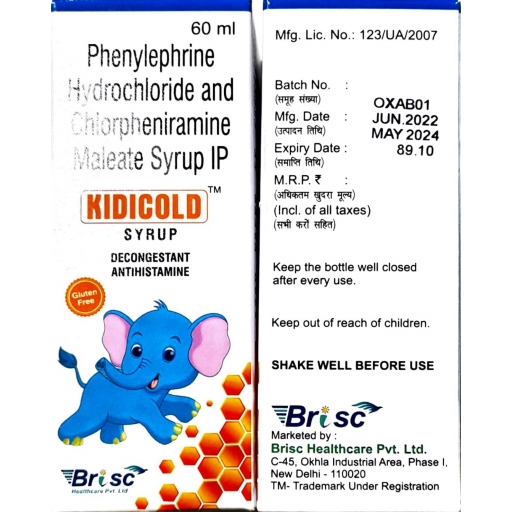 60 ml
Phenylephrine
Hydrochloride and
Chlorpheniramine
Maleate Syrup IP
KIDICOLD™
SYRUP
DECONGESTANT
ANTIHISTAMINE
Gluten
Free
Brisc
Healthcare Pvt. Ltd
Mfg. Lic. No.: 123/UA/2007
Batch No. :
(समूह संख्या)
OXAB01
Mfg. Date :
JUN.2022
(उत्पादन तिथि)
MAY 2024
Expiry Date :
89.10
(समाप्ति तिथि)
M.R.P. ₹ :
(अधिकतम खुदरा मूल्य)
(Incl. of all taxes)
(सभी करों सहित)
Keep the bottle well closed
after every use.
Keep out of reach of children.
SHAKE WELL BEFORE USE
Brisc
Marketed by :
Brisc Healthcare Pvt. Ltd.
C-45, Okhla Industrial Area, Phase I,
New Delhi - 110020
TM- Trademark Under Registration